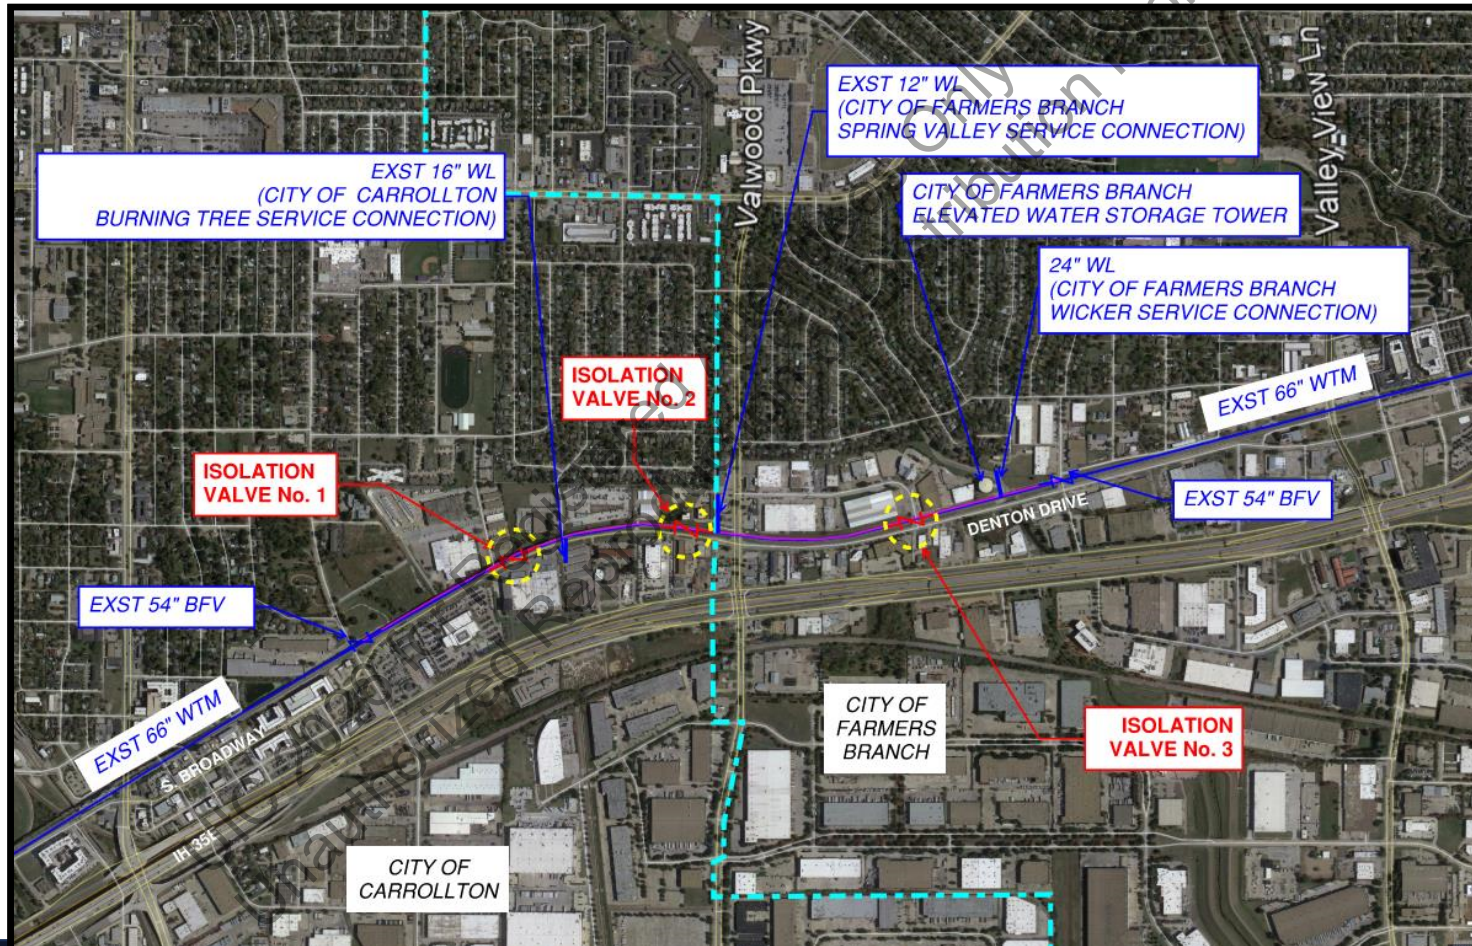 Valwood Pkwy
Valley View Ln
EXST 12" WL
(CITY OF FARMERS BRANCH
SPRING VALLEY SERVICE CONNECTION)
EXST 16" WL
(CITY OF CARROLLTON
BURNING TREE SERVICE CONNECTION)
CITY OF FARMERS BRANCH
ELEVATED WATER STORAGE TOWER
24" WL
(CITY OF FARMERS BRANCH
WICKER SERVICE CONNECTION)
ISOLATION
VALVE No. 2
EXST 66" WTM
ISOLATION
VALVE No. 1
EXST 54" BFV
DENTON DRIVE
EXST 54" BFV
EXST 66" WTM
S. BROADWAY
IH 35E
CITY OF
FARMERS
BRANCH
ISOLATION
VALVE No. 3
CITY OF
CARROLLTON
Only